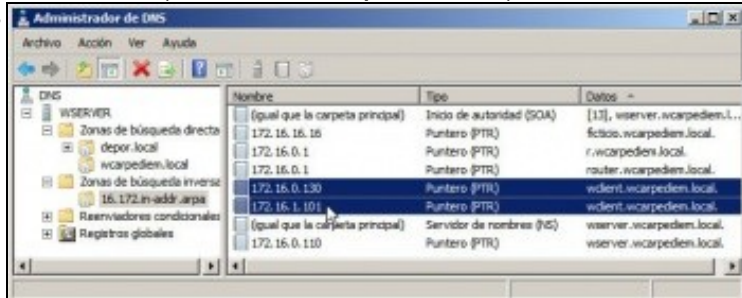 Administrador de DNS
Archivo Acción Ver Ayuda
DNS
WSERVER
Zonas de búsqueda directa
depor.local
wcarpediem.local
Zonas de búsqueda inversa
16.172.in-addr.arpa
Reenviadores condicionales
Registros globales
Nombre Tipo Datos
(igual que la carpeta principal) Inicio de autoridad (SOA) [13], wserver.wcarpediem.l...
172.16.16.16 Puntero (PTR) ficticio.wcarpediem.local.
172.16.0.1 Puntero (PTR) r.wcarpediem.local.
172.16.0.1 Puntero (PTR) router.wcarpediem.local.
172.16.0.130 Puntero (PTR) wclient.wcarpediem.local.
172.16.1.101 Puntero (PTR) wclient.wcarpediem.local.
(igual que la carpeta principal) Servidor de nombres (NS) wserver.wcarpediem.local.
172.16.0.110 Puntero (PTR) wserver.wcarpediem.local.